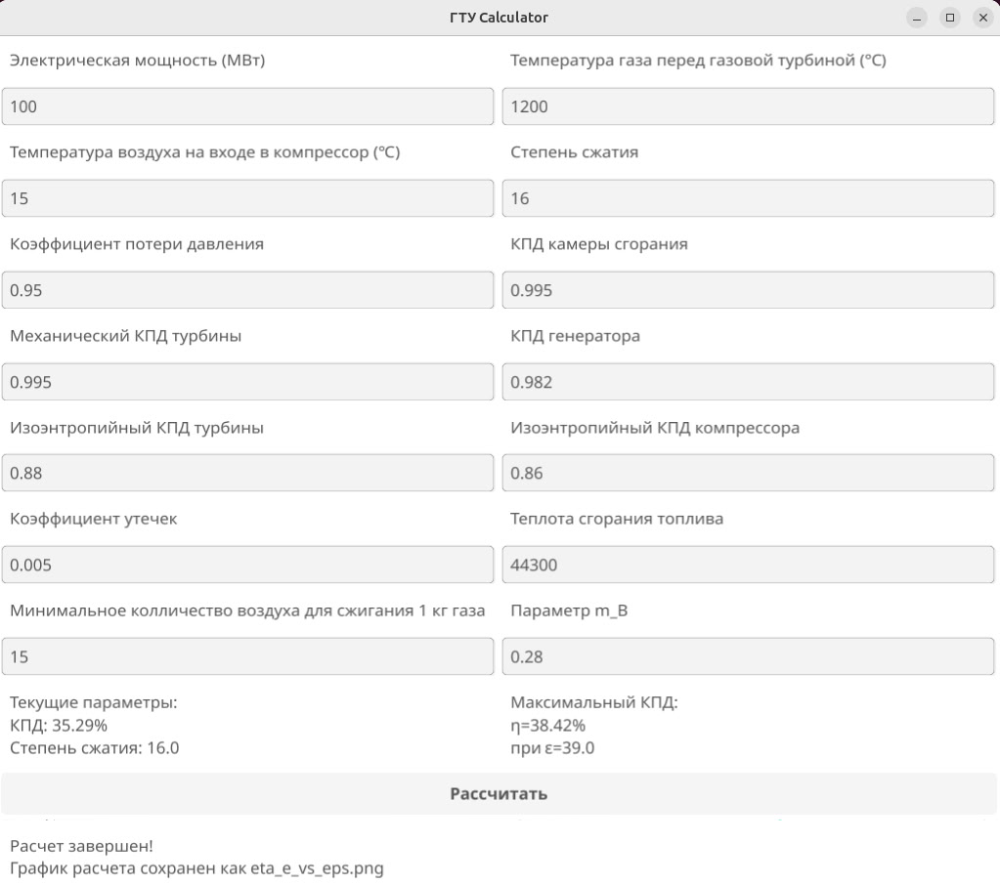 ГТУ Calculator
Электрическая мощность (МВт)
Температура газа перед газовой турбиной (°C)
100
1200
Температура воздуха на входе в компрессор (°C)
Степень сжатия
15
16
Коэффициент потери давления
КПД камеры сгорания
0.95
0.995
Механический КПД турбины
КПД генератора
0.995
0.982
Изоэнтропийный КПД турбины
Изоэнтропийный КПД компрессора
0.88
0.86
Коэффициент утечек
Теплота сгорания топлива
0.005
44300
Минимальное колличество воздуха для сжигания 1 кг газа
Параметр m_B
15
0.28
Текущие параметры:
КПД: 35.29%
Степень сжатия: 16.0
Максимальный КПД:
η=38.42%
при ε=39.0
Рассчитать
Расчет завершен!
График расчета сохранен как eta_e_vs_eps.png